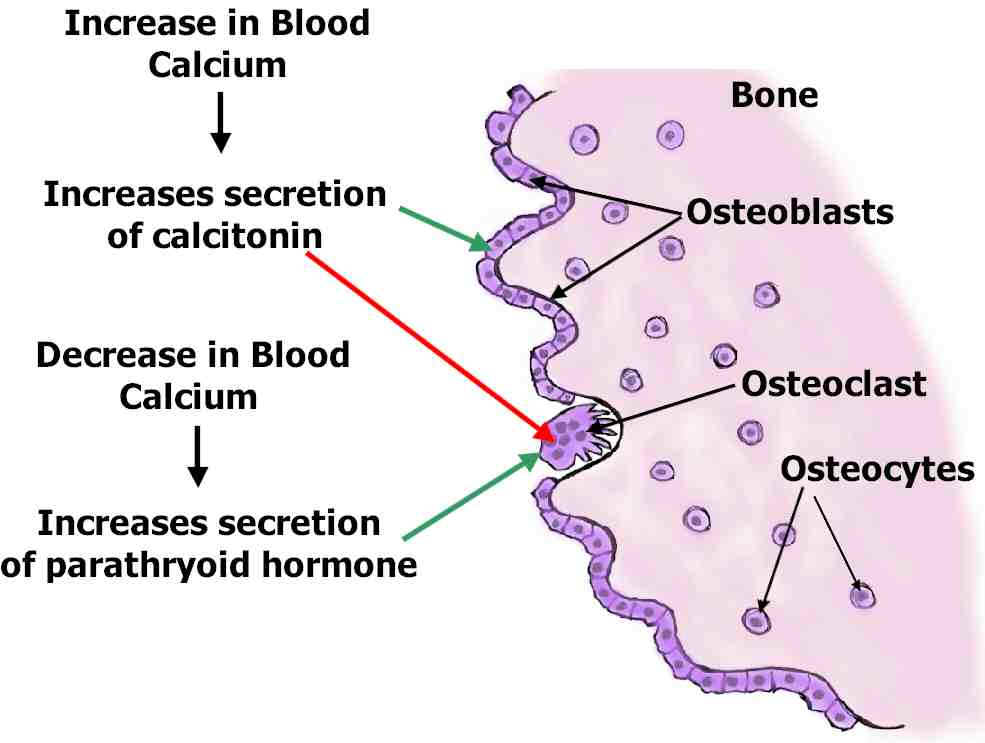 Increase in Blood
Calcium
Increases secretion
of calcitonin
Decrease in Blood
Calcium
Increases secretion
of parathryoid hormone
Bone
Osteoblasts
Osteoclast
Osteocytes